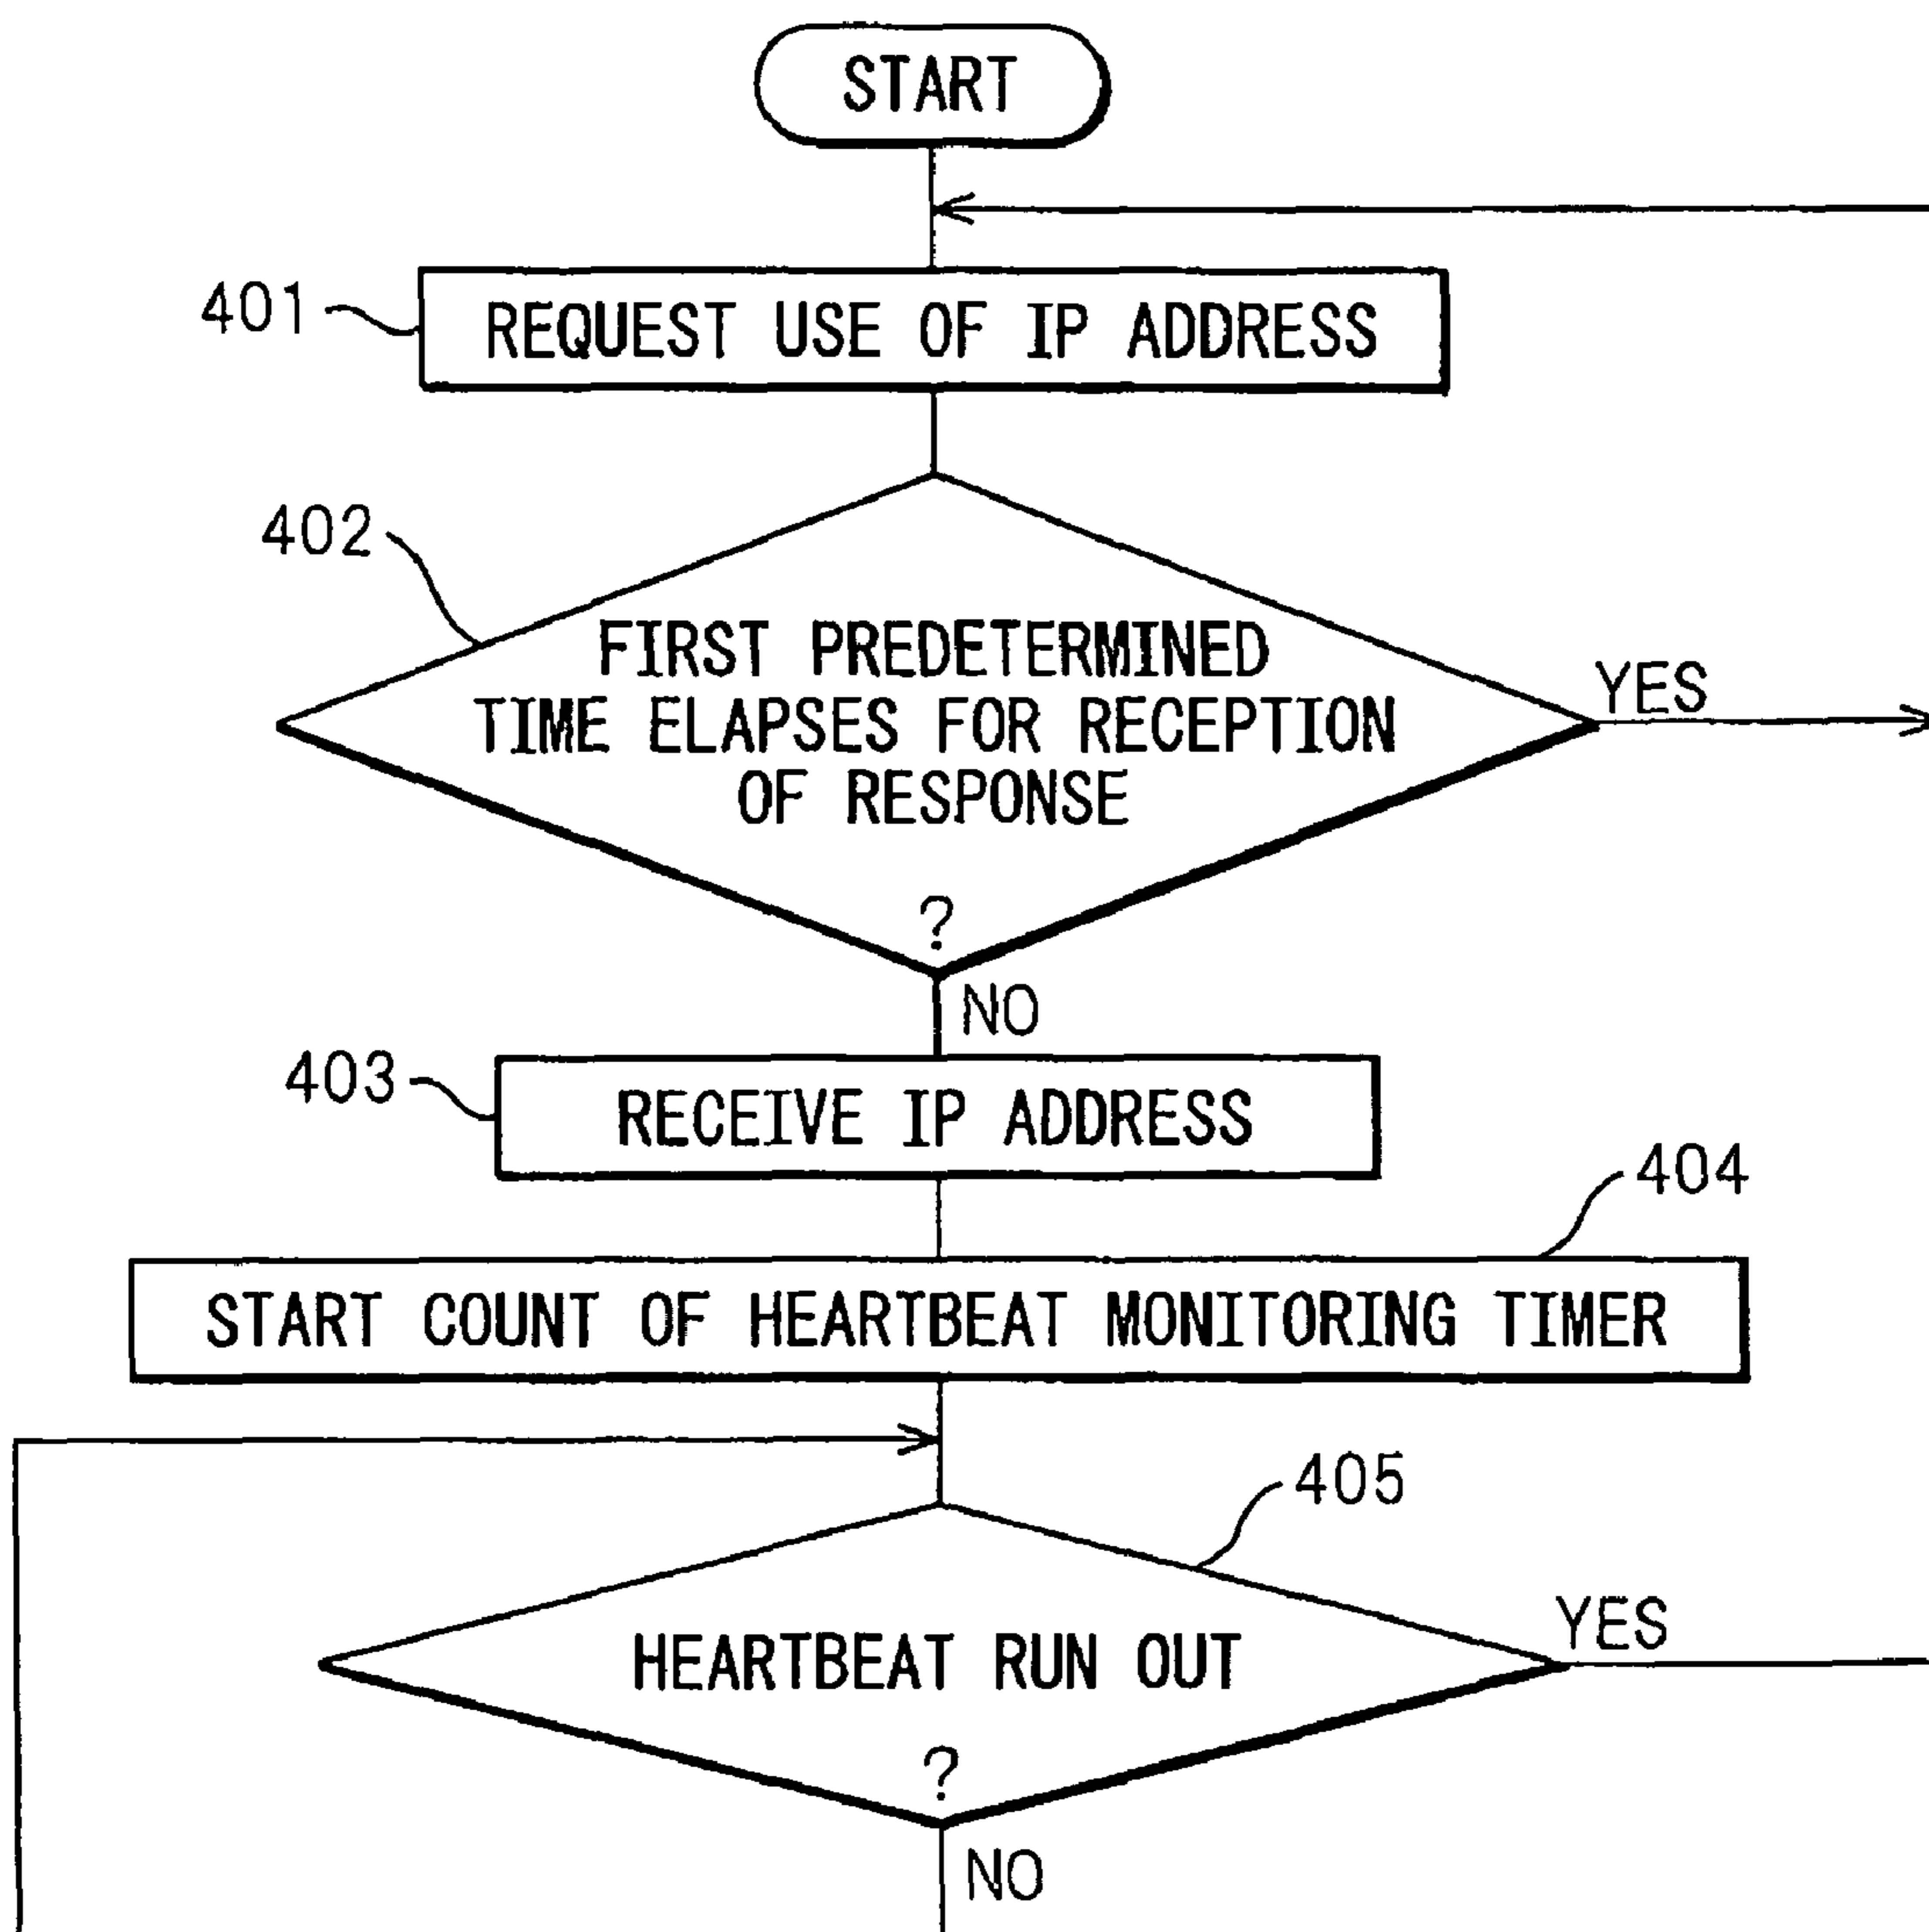 START
401
REQUEST USE OF IP ADDRESS
402
FIRST PREDETERMINED
TIME ELAPSES FOR RECEPTION
OF RESPONSE
?
YES
NO
403
RECEIVE IP ADDRESS
404
START COUNT OF HEARTBEAT MONITORING TIMER
405
HEARTBEAT RUN OUT
?
YES
NO